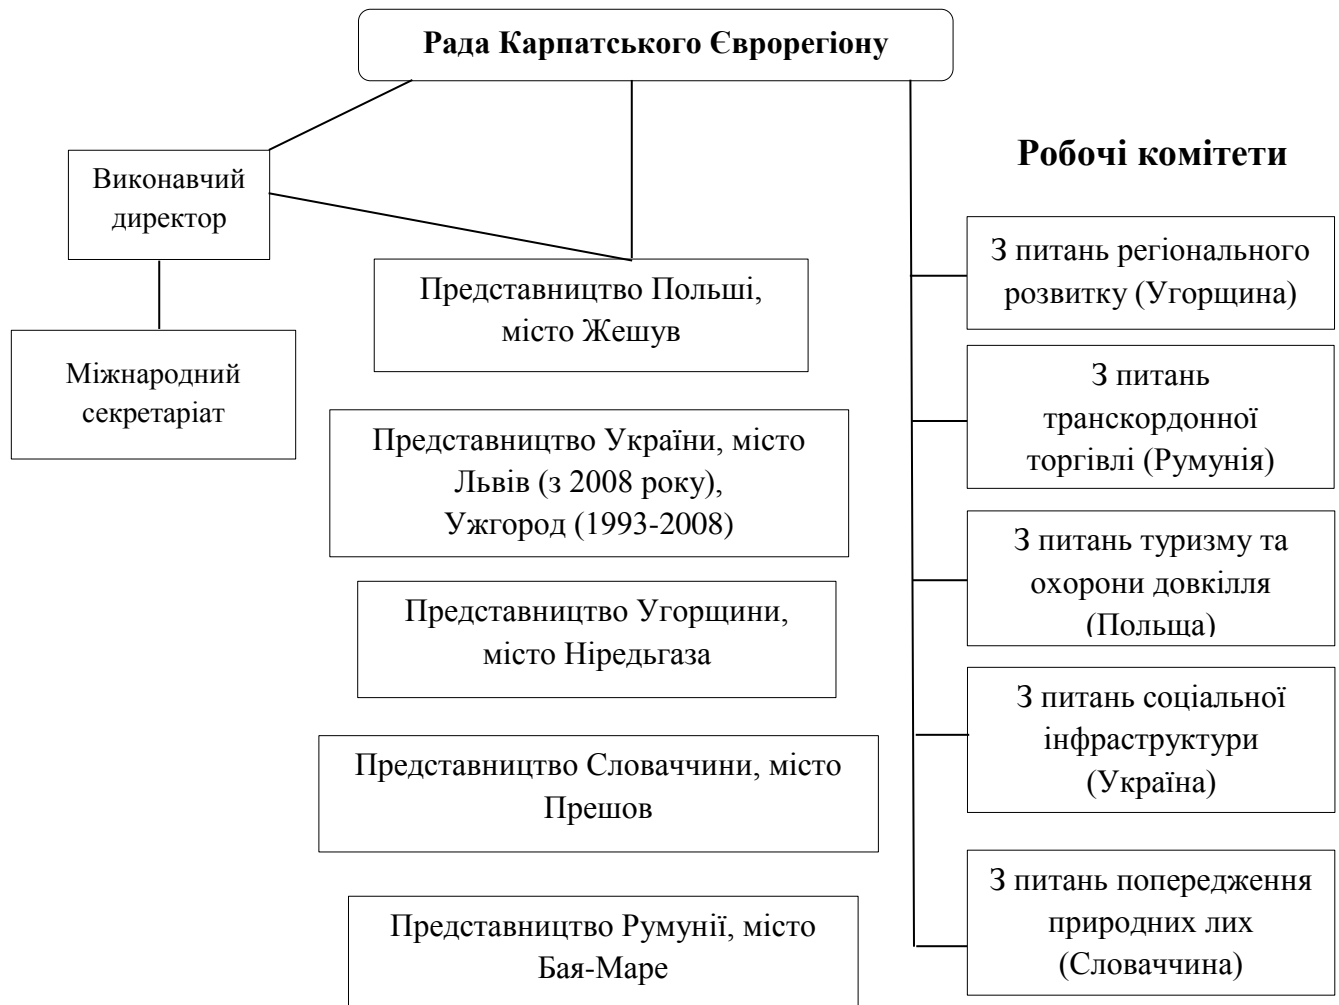 Рада Карпатського Єврорегіону
Виконавчий
директор
Міжнародний
секретаріат
Представництво Польші,
місто Жешув
Представництво України, місто
Львів (з 2008 року),
Ужгород (1993-2008)
Представництво Угорщини,
місто Ніредьгаза
Представництво Словаччини, місто
Прешов
Представництво Румунії, місто
Бая-Маре
Робочі комітети
З питань регіонального
розвитку (Угорщина)
З питань
транскордонної
торгівлі (Румунія)
З питань туризму та
охорони довкілля
(Польща)
З питань соціальної
інфраструктури
(Україна)
З питань попередження
природних лих
(Словаччина)